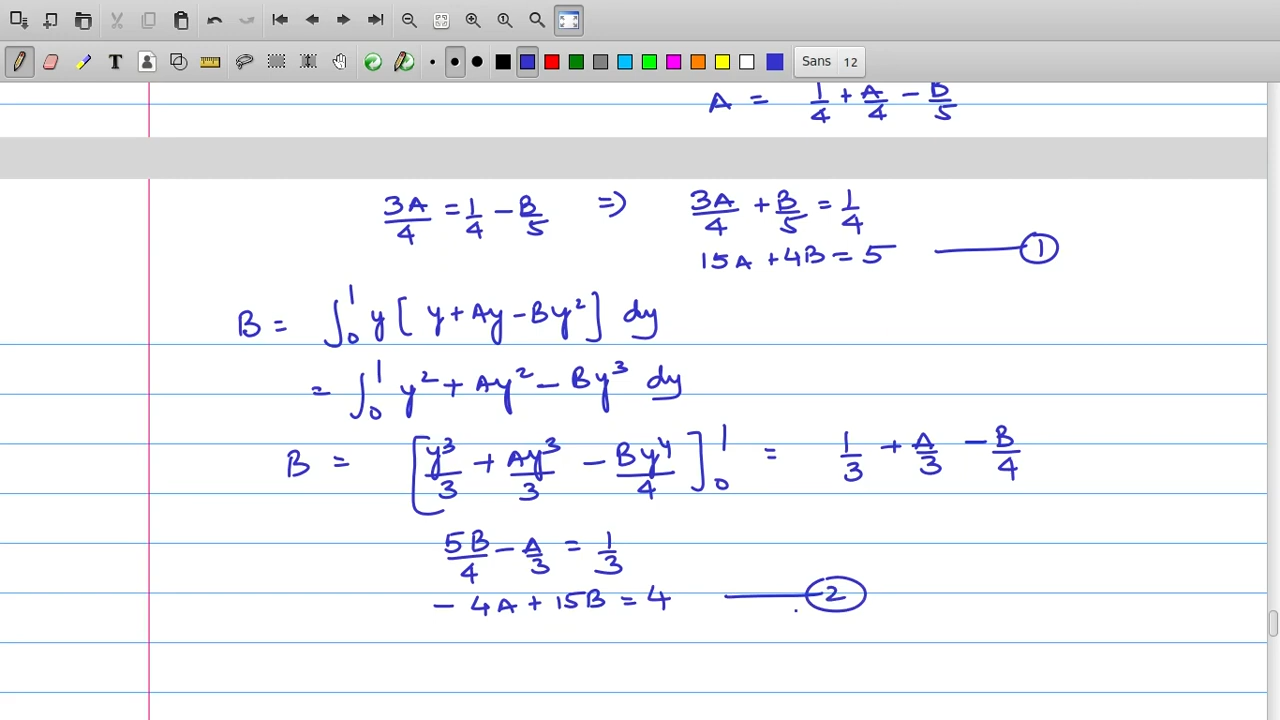 Sans 12
A = 1/4 + A/4 - B/5
3A/4 = 1/4 - B/5 => 3A/4 + B/5 = 1/4
15A + 4B = 5 ——— ①
B = ∫₀¹ y [ y + Ay - By² ] dy
= ∫₀¹ y² + Ay² - By³ dy
B = [ y³/3 + Ay³/3 - By⁴/4 ]₀¹ = 1/3 + A/3 - B/4
5B/4 - A/3 = 1/3
- 4A + 15B = 4 ——— ②